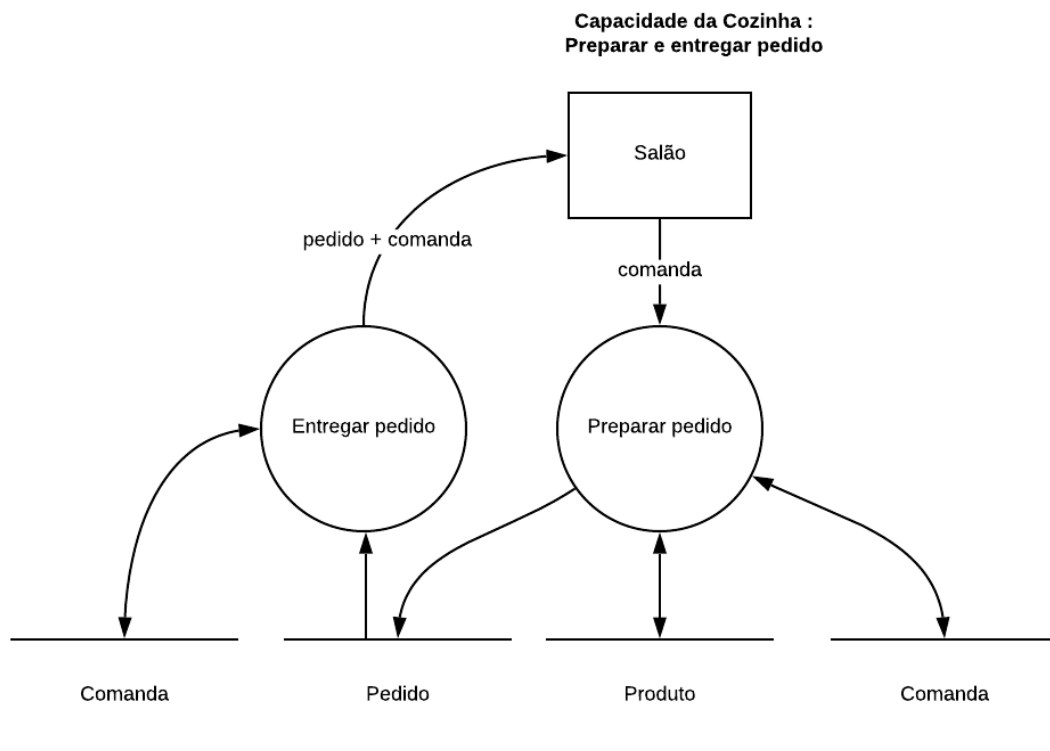 Capacidade da Cozinha :
Preparar e entregar pedido
Salão
pedido + comanda
comanda
Entregar pedido
Preparar pedido
Comanda
Pedido
Produto
Comanda